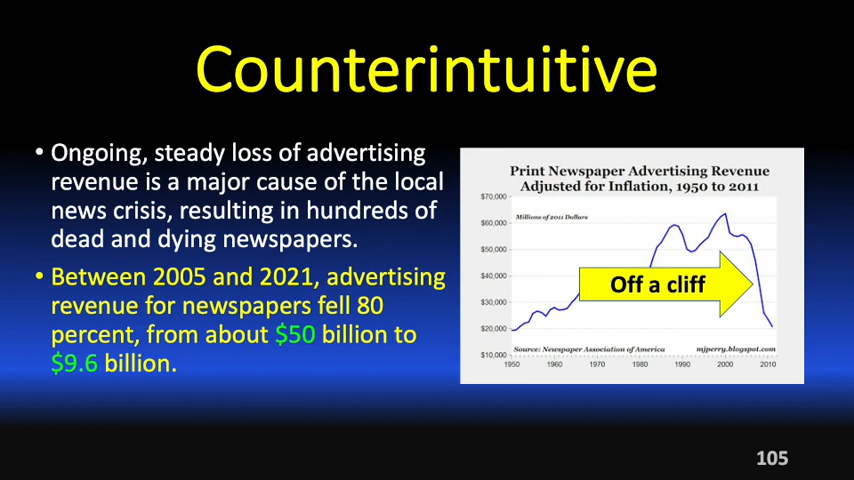 Counterintuitive
• Ongoing, steady loss of advertising
revenue is a major cause of the local
news crisis, resulting in hundreds of
dead and dying newspapers.
• Between 2005 and 2021, advertising
revenue for newspapers fell 80
percent, from about $50 billion to
$9.6 billion.
Print Newspaper Advertising Revenue
Adjusted for Inflation, 1950 to 2011
$70,000
Millions of 2011 Dollars
$60,000
$50,000
$40,000
$30,000
$20,000
$10,000
Off a cliff
Source: Newspaper Association of America
mjperry.blogspot.com
1950 1960 1970 1980 1990 2000 2010
105